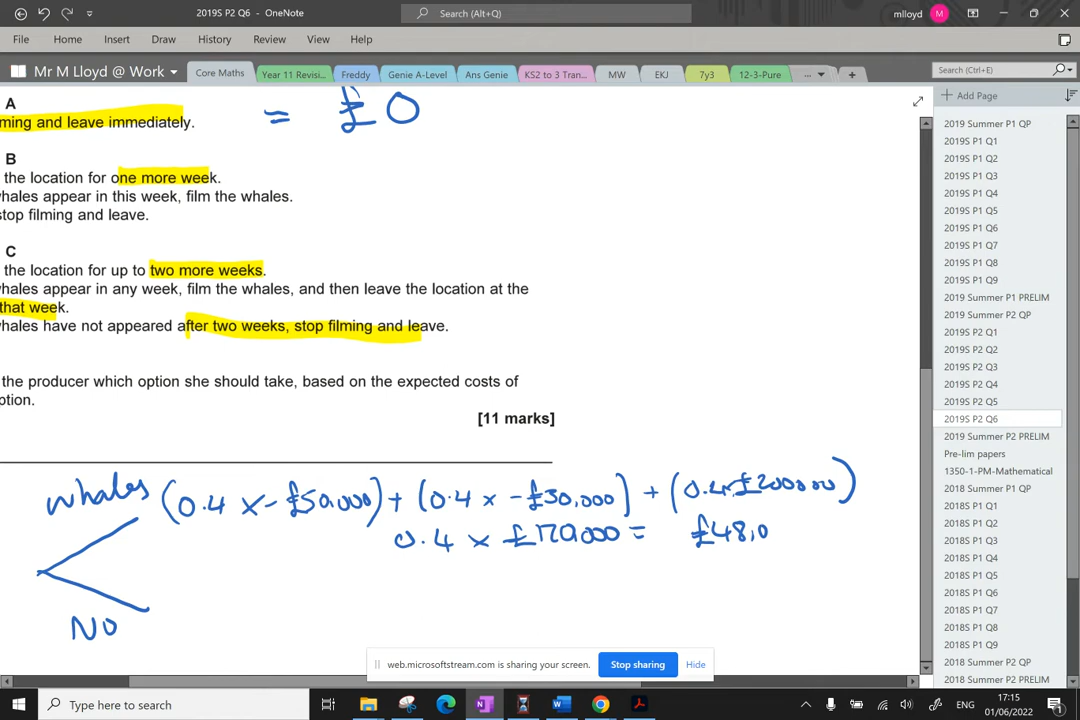 2019S P2 Q6 - OneNote
Search (Alt+Q)
mlloyd M
File Home Insert Draw History Review View Help
Mr M Lloyd @ Work Core Maths Year 11 Revisi... Freddy Genie A-Level Ans Genie KS2 to 3 Tran... MW EKJ 7y3 12-3-Pure ... +
Search (Ctrl+E)
Add Page
A
ming and leave immediately.
= £0
B
the location for one more week.
whales appear in this week, film the whales.
stop filming and leave.
C
the location for up to two more weeks.
whales appear in any week, film the whales, and then leave the location at the
that week.
whales have not appeared after two weeks, stop filming and leave.
the producer which option she should take, based on the expected costs of
ption.
[11 marks]
whales (0.4 x -£50,000) + (0.4 x -£30,000) + (0.4x£200000)
0.4 x £120,000 = £48,0
NO
2019 Summer P1 QP
2019S P1 Q1
2019S P1 Q2
2019S P1 Q3
2019S P1 Q4
2019S P1 Q5
2019S P1 Q6
2019S P1 Q7
2019S P1 Q8
2019S P1 Q9
2019 Summer P1 PRELIM
2019 Summer P2 QP
2019S P2 Q1
2019S P2 Q2
2019S P2 Q3
2019S P2 Q4
2019S P2 Q5
2019S P2 Q6
2019 Summer P2 PRELIM
Pre-lim papers
1350-1-PM-Mathematical
2018 Summer P1 QP
2018S P1 Q1
2018S P1 Q2
2018S P1 Q3
2018S P1 Q4
2018S P1 Q5
2018S P1 Q6
2018S P1 Q7
2018S P1 Q8
2018S P1 Q9
2018 Summer P2 QP
2018 Summer P2 PRELIM
web.microsoftstream.com is sharing your screen. Stop sharing Hide
Type here to search
ENG
17:15
01/06/2022
1